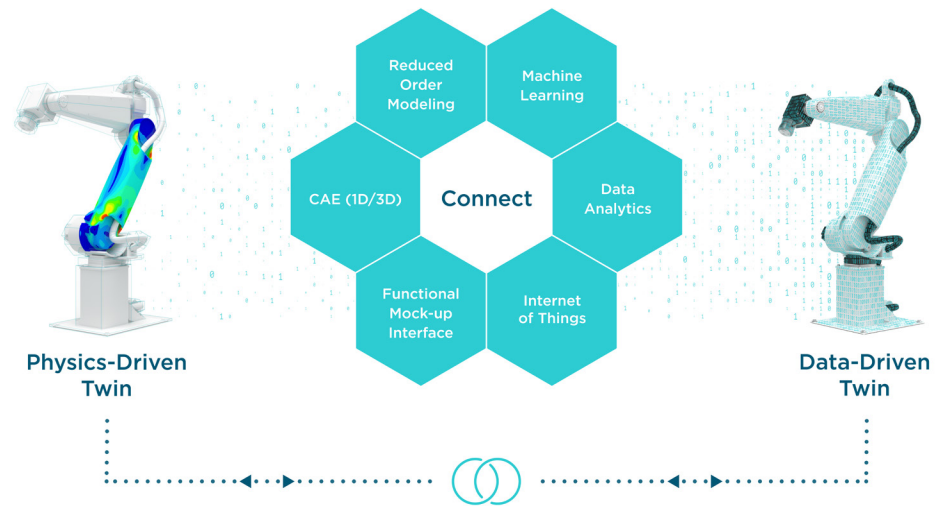 Reduced
Order
Modeling
Machine
Learning
CAE (1D/3D)
Connect
Data
Analytics
Functional
Mock-up
Interface
Internet
of Things
Physics-Driven
Twin
Data-Driven
Twin